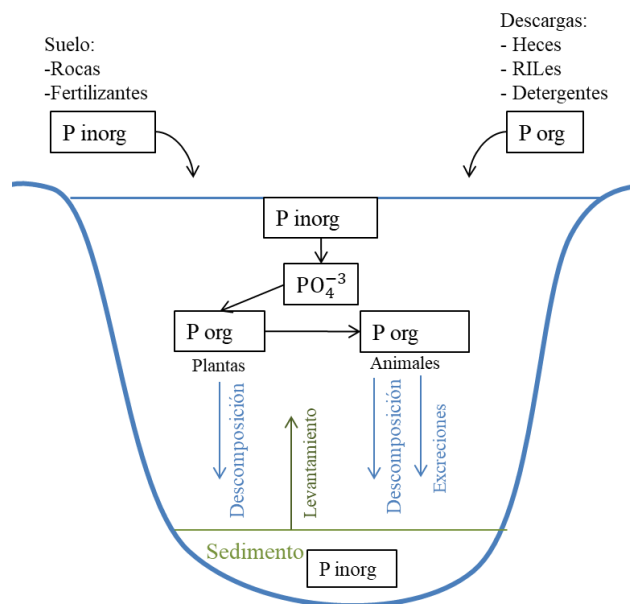 Suelo:
-Rocas
-Fertilizantes
P inorg
Descargas:
- Heces
- RILes
- Detergentes
P org
P inorg
PO₄⁻³
P org
Plantas
P org
Animales
Descomposición
Levantamiento
Descomposición
Excreciones
Sedimento
P inorg